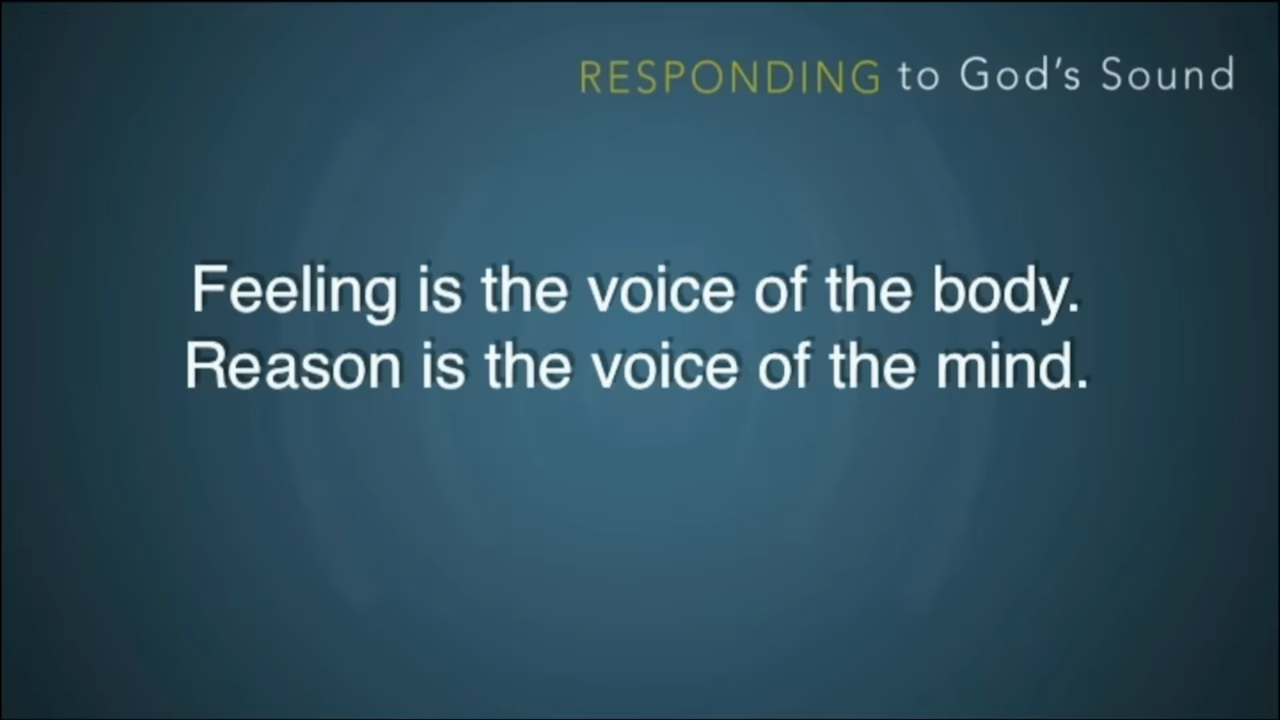 RESPONDING to God's Sound
Feeling is the voice of the body.
Reason is the voice of the mind.